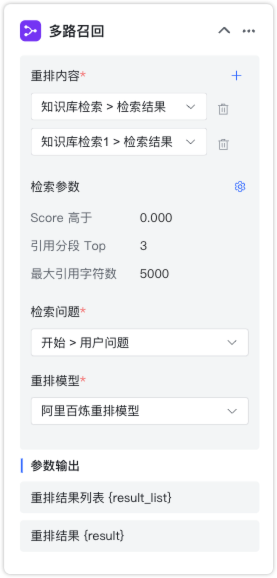 多路召回
重排内容*
知识库检索 > 检索结果
知识库检索1 > 检索结果
检索参数
Score 高于 0.000
引用分段 Top 3
最大引用字符数 5000
检索问题*
开始 > 用户问题
重排模型*
阿里百炼重排模型
参数输出
重排结果列表 {result_list}
重排结果 {result}